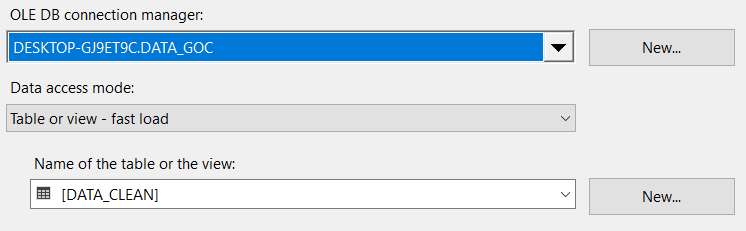 OLE DB connection manager:
DESKTOP-GJ9ET9C.DATA_GOC
New...
Data access mode:
Table or view - fast load
Name of the table or the view:
[DATA_CLEAN]
New...